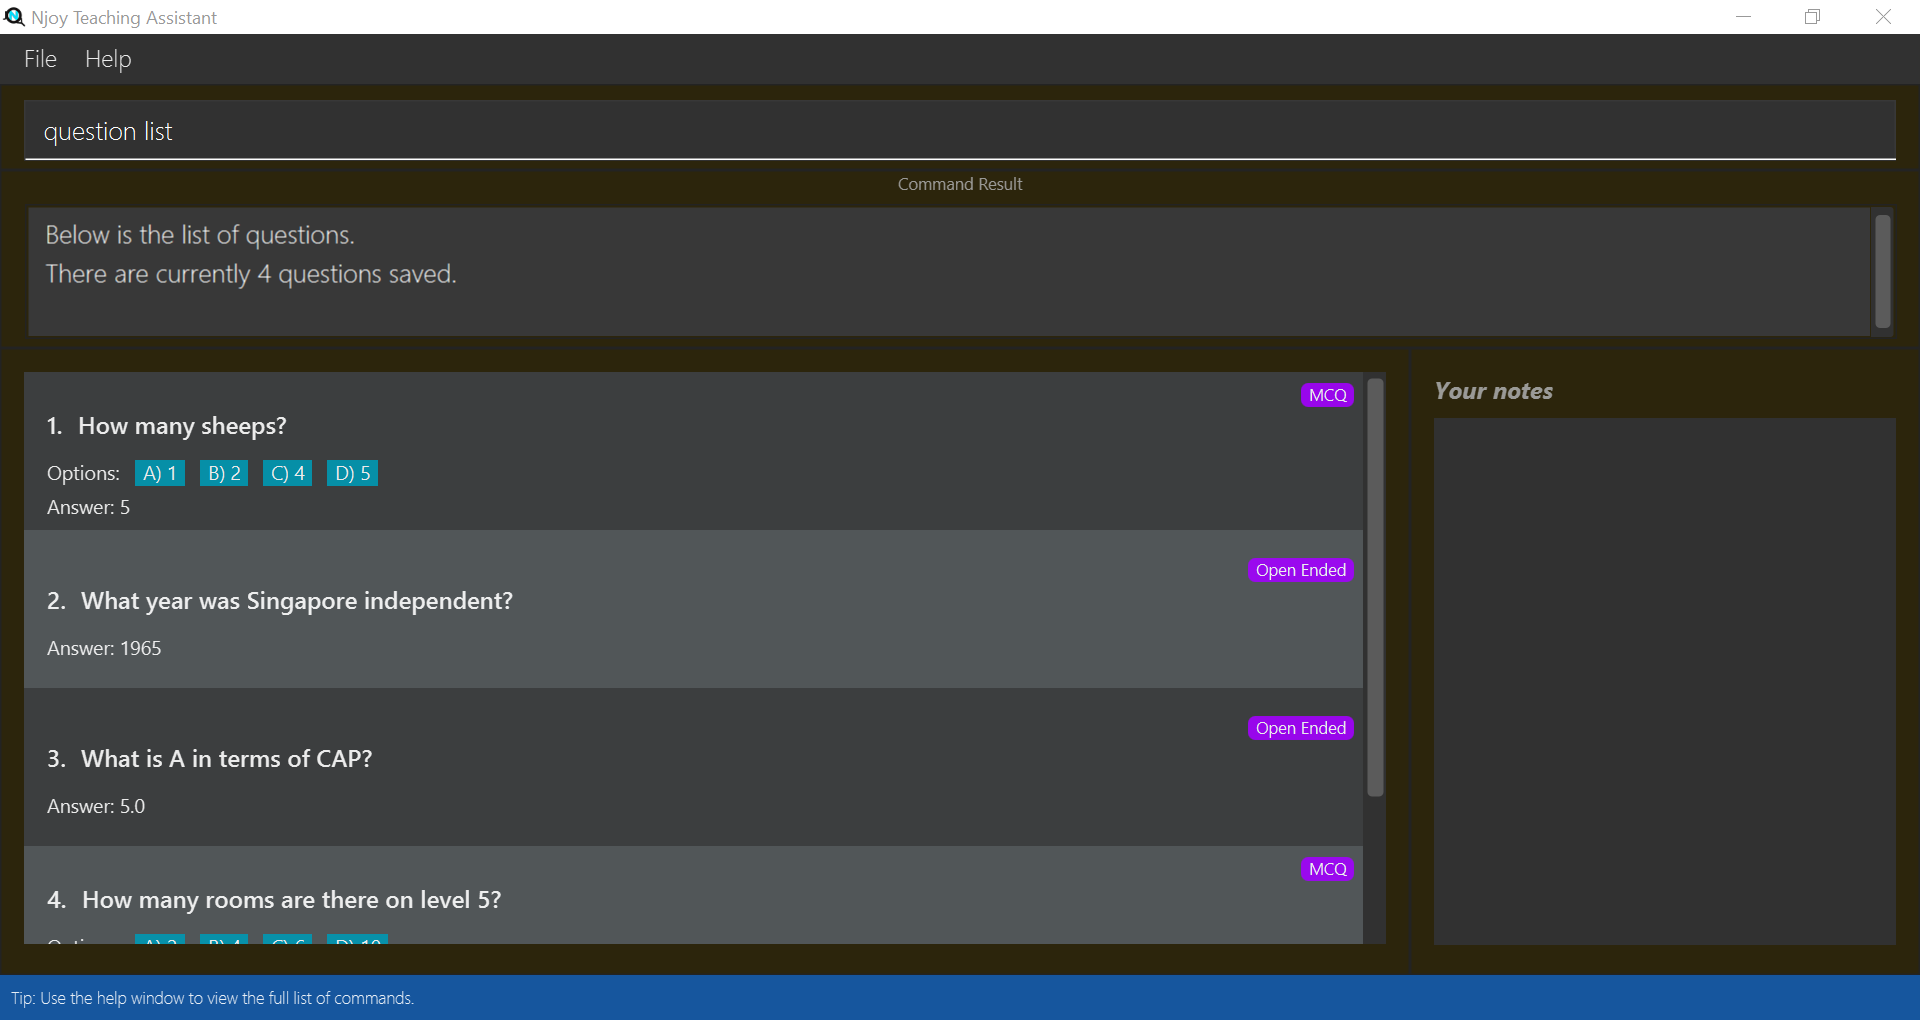 Njoy Teaching Assistant
File Help
question list
Command Result
Below is the list of questions.
There are currently 4 questions saved.
MCQ
1. How many sheeps?
Options: A) 1 B) 2 C) 4 D) 5
Answer: 5
Open Ended
2. What year was Singapore independent?
Answer: 1965
Open Ended
3. What is A in terms of CAP?
Answer: 5.0
MCQ
4. How many rooms are there on level 5?
Your notes
Tip: Use the help window to view the full list of commands.